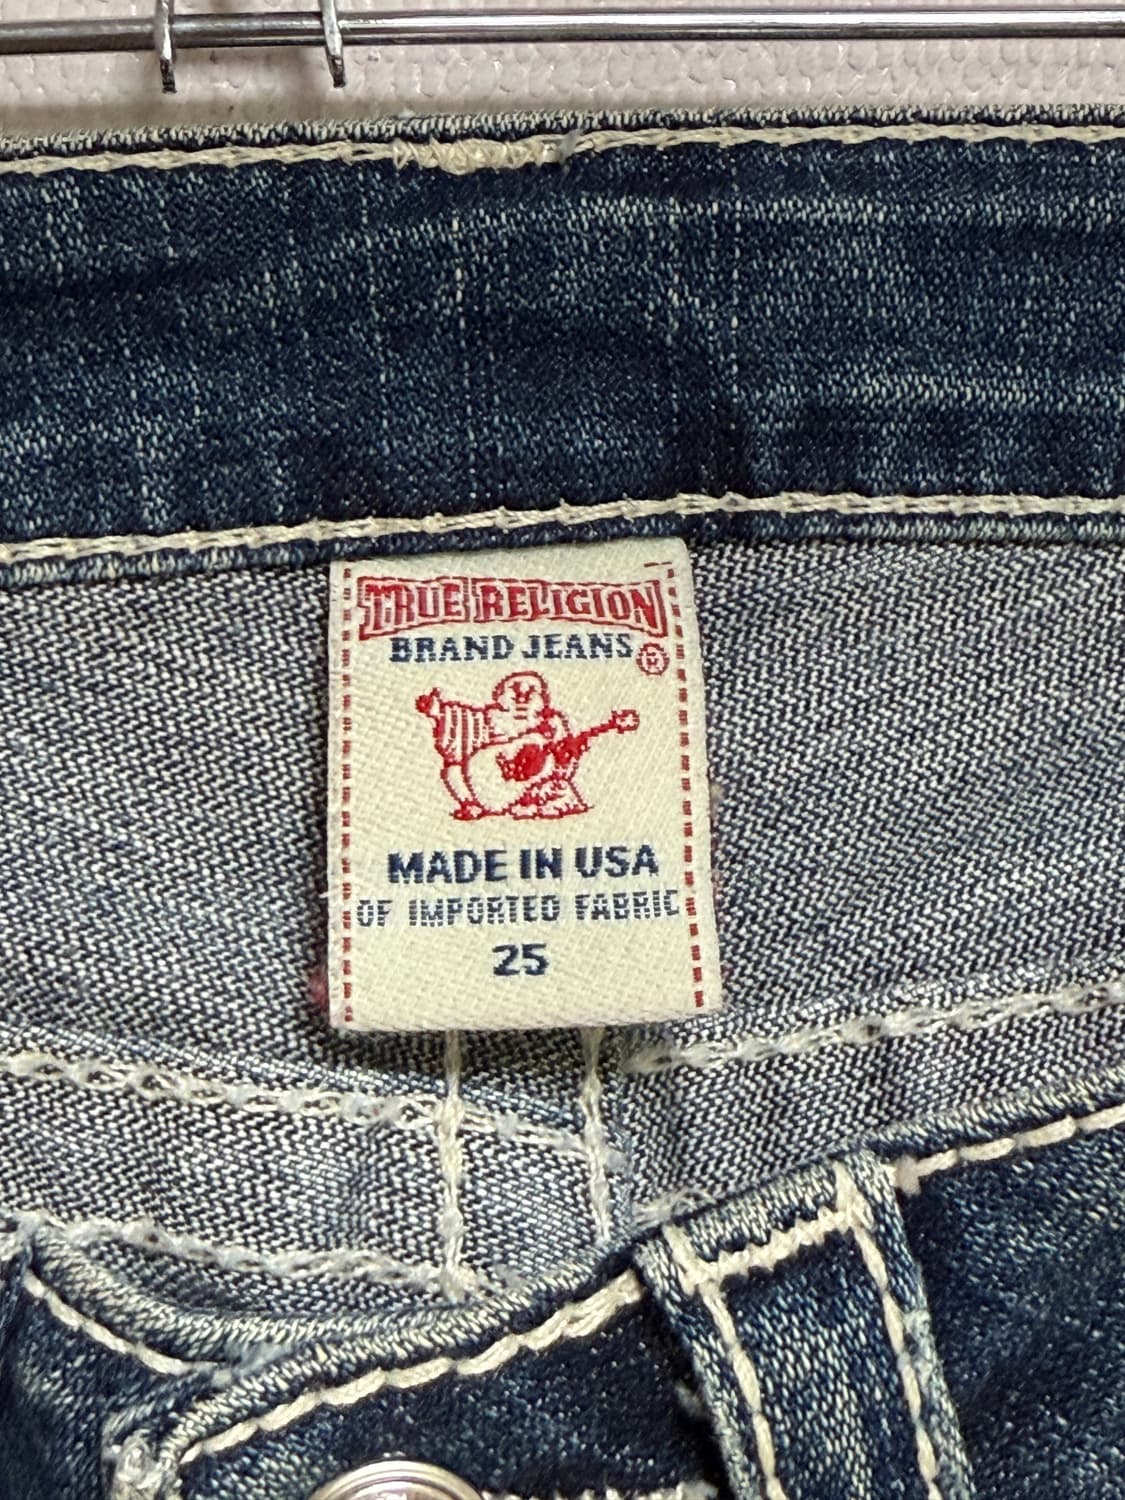 TRUE RELIGION
BRAND JEANS ®
MADE IN USA
OF IMPORTED FABRIC
25